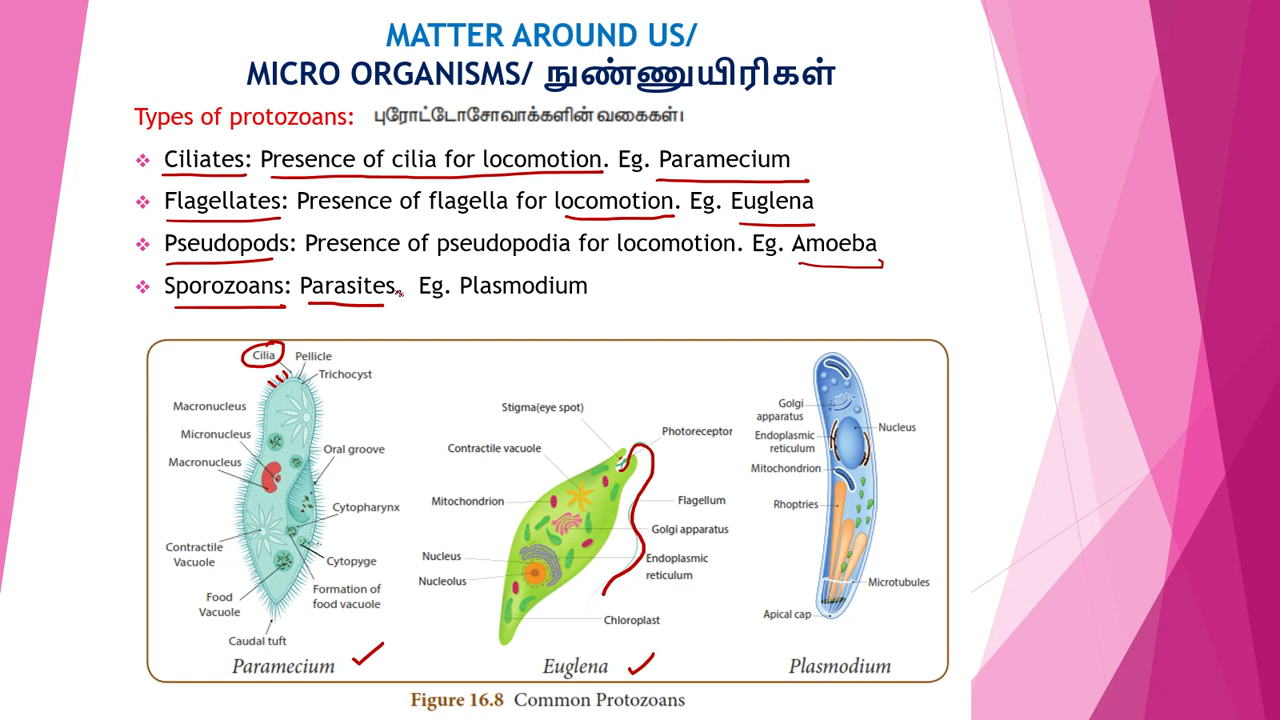 MATTER AROUND US/
MICRO ORGANISMS/ நுண்ணுயிரிகள்
Types of protozoans: புரோட்டோசோவாக்களின் வகைகள்।
❖ Ciliates: Presence of cilia for locomotion. Eg. Paramecium
❖ Flagellates: Presence of flagella for locomotion. Eg. Euglena
❖ Pseudopods: Presence of pseudopodia for locomotion. Eg. Amoeba
❖ Sporozoans: Parasites. Eg. Plasmodium
Cilia
Pellicle
Trichocyst
Macronucleus
Micronucleus
Macronucleus
Oral groove
Cytopharynx
Contractile
Vacuole
Cytopyge
Food
Vacuole
Formation of
food vacuole
Caudal tuft
Paramecium
Stigma(eye spot)
Photoreceptor
Contractile vacuole
Mitochondrion
Flagellum
Golgi apparatus
Nucleus
Endoplasmic
reticulum
Nucleolus
Chloroplast
Euglena
Golgi
apparatus
Nucleus
Endoplasmic
reticulum
Mitochondrion
Rhoptries
Microtubules
Apical cap
Plasmodium
Figure 16.8 Common Protozoans